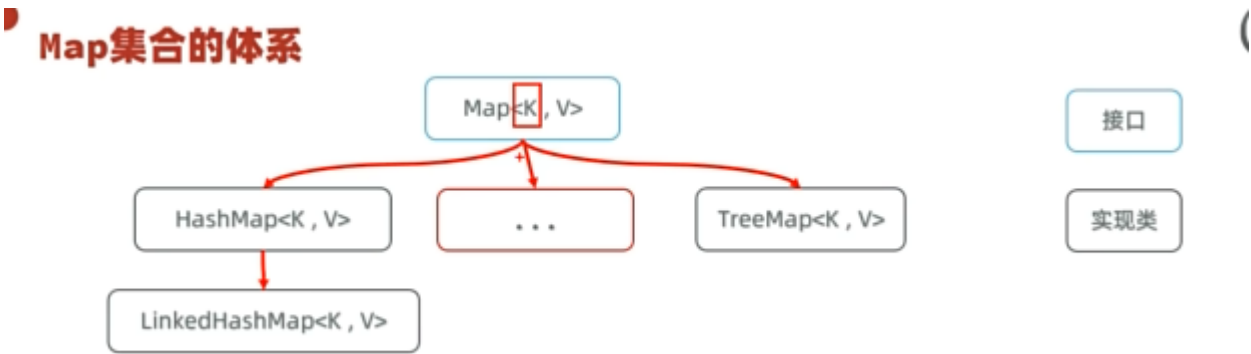 Map集合的体系
Map<K , V>
接口
HashMap<K , V>
...
TreeMap<K , V>
实现类
LinkedHashMap<K , V>